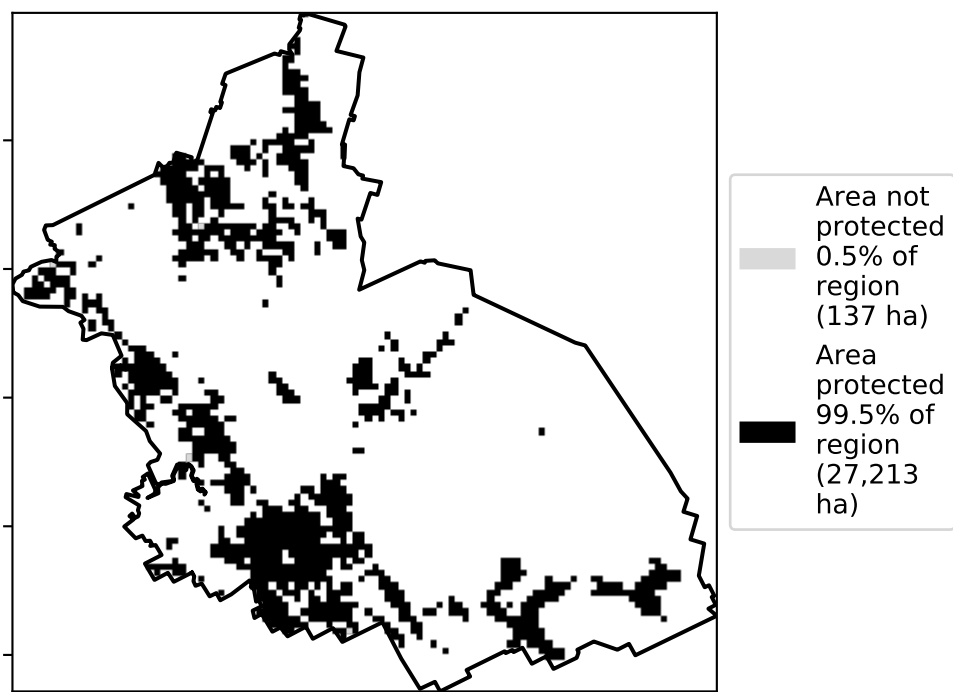 Area not
protected
0.5% of
region
(137 ha)
Area
protected
99.5% of
region
(27,213
ha)